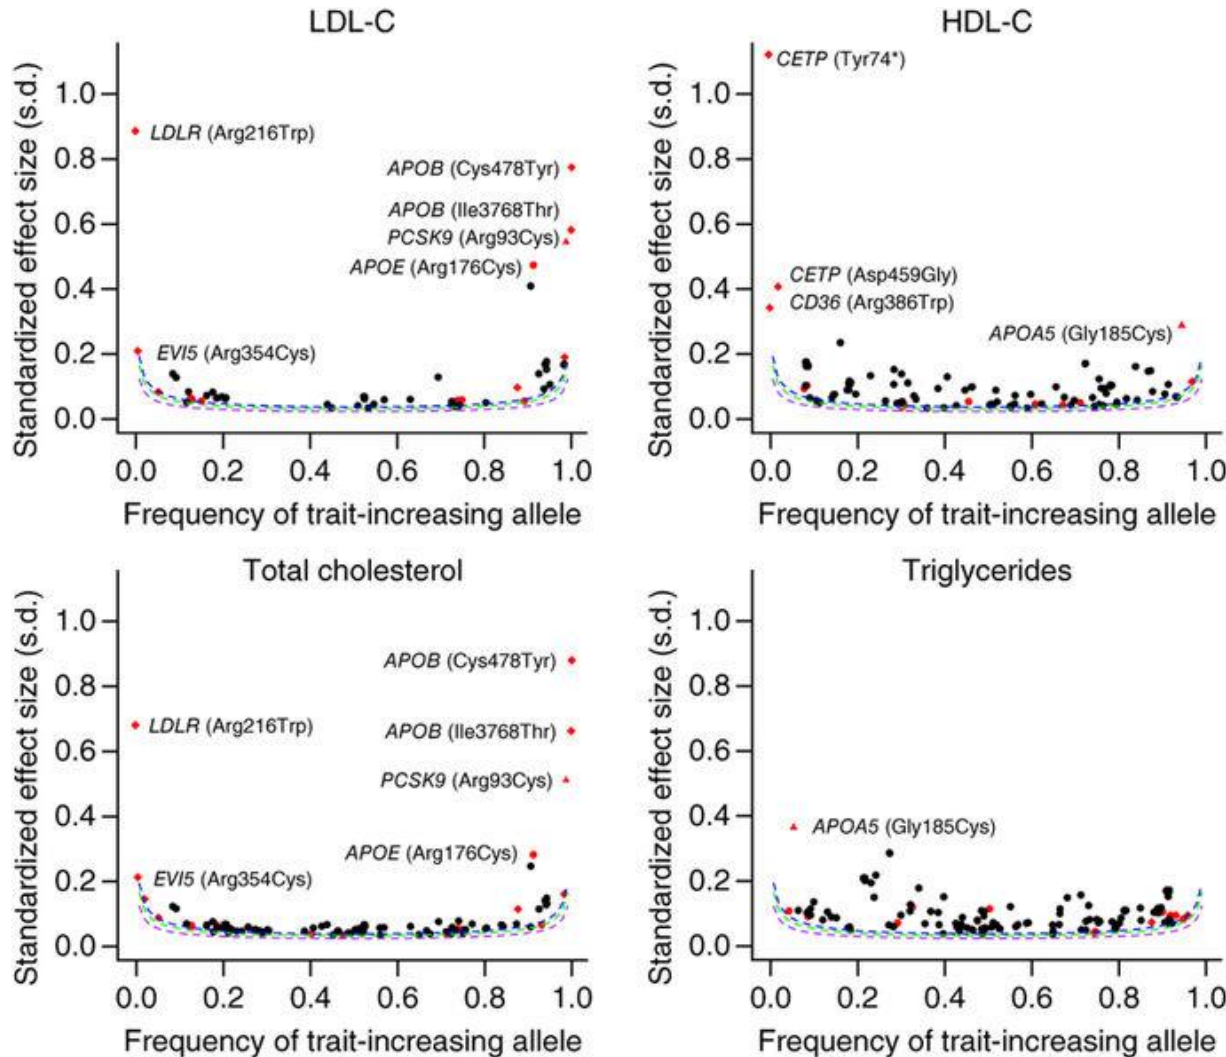 LDL-C
Standardized effect size (s.d.)
1.0
0.8
0.6
0.4
0.2
0.0
LDLR (Arg216Trp)
APOB (Cys478Tyr)
APOB (Ile3768Thr)
PCSK9 (Arg93Cys)
APOE (Arg176Cys)
EVI5 (Arg354Cys)
0.0 0.2 0.4 0.6 0.8 1.0
Frequency of trait-increasing allele
HDL-C
Standardized effect size (s.d.)
1.0
0.8
0.6
0.4
0.2
0.0
CETP (Tyr74*)
CETP (Asp459Gly)
CD36 (Arg386Trp)
APOA5 (Gly185Cys)
0.0 0.2 0.4 0.6 0.8 1.0
Frequency of trait-increasing allele
Total cholesterol
Standardized effect size (s.d.)
1.0
0.8
0.6
0.4
0.2
0.0
APOB (Cys478Tyr)
LDLR (Arg216Trp)
APOB (Ile3768Thr)
PCSK9 (Arg93Cys)
APOE (Arg176Cys)
EVI5 (Arg354Cys)
0.0 0.2 0.4 0.6 0.8 1.0
Frequency of trait-increasing allele
Triglycerides
Standardized effect size (s.d.)
1.0
0.8
0.6
0.4
0.2
0.0
APOA5 (Gly185Cys)
0.0 0.2 0.4 0.6 0.8 1.0
Frequency of trait-increasing allele